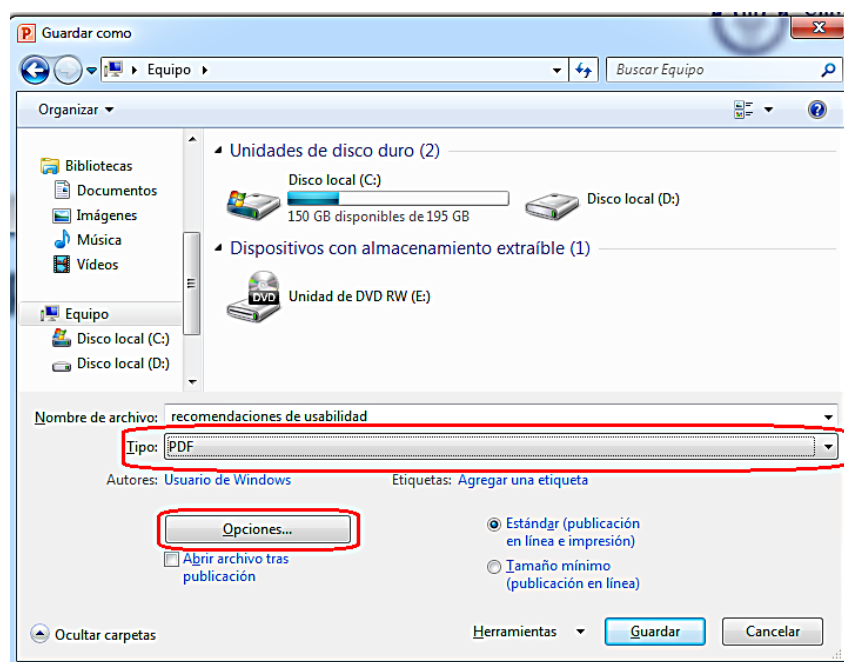 Guardar como
Equipo
Buscar Equipo
Organizar
Bibliotecas
Documentos
Imágenes
Música
Vídeos
Equipo
Disco local (C:)
Disco local (D:)
Unidades de disco duro (2)
Disco local (C:)
150 GB disponibles de 195 GB
Disco local (D:)
Dispositivos con almacenamiento extraíble (1)
DVD
Unidad de DVD RW (E:)
Nombre de archivo: recomendaciones de usabilidad
Tipo: PDF
Autores: Usuario de Windows
Etiquetas: Agregar una etiqueta
Opciones...
Abrir archivo tras
publicación
Estándar (publicación
en línea e impresión)
Tamaño mínimo
(publicación en línea)
Ocultar carpetas
Herramientas
Guardar
Cancelar